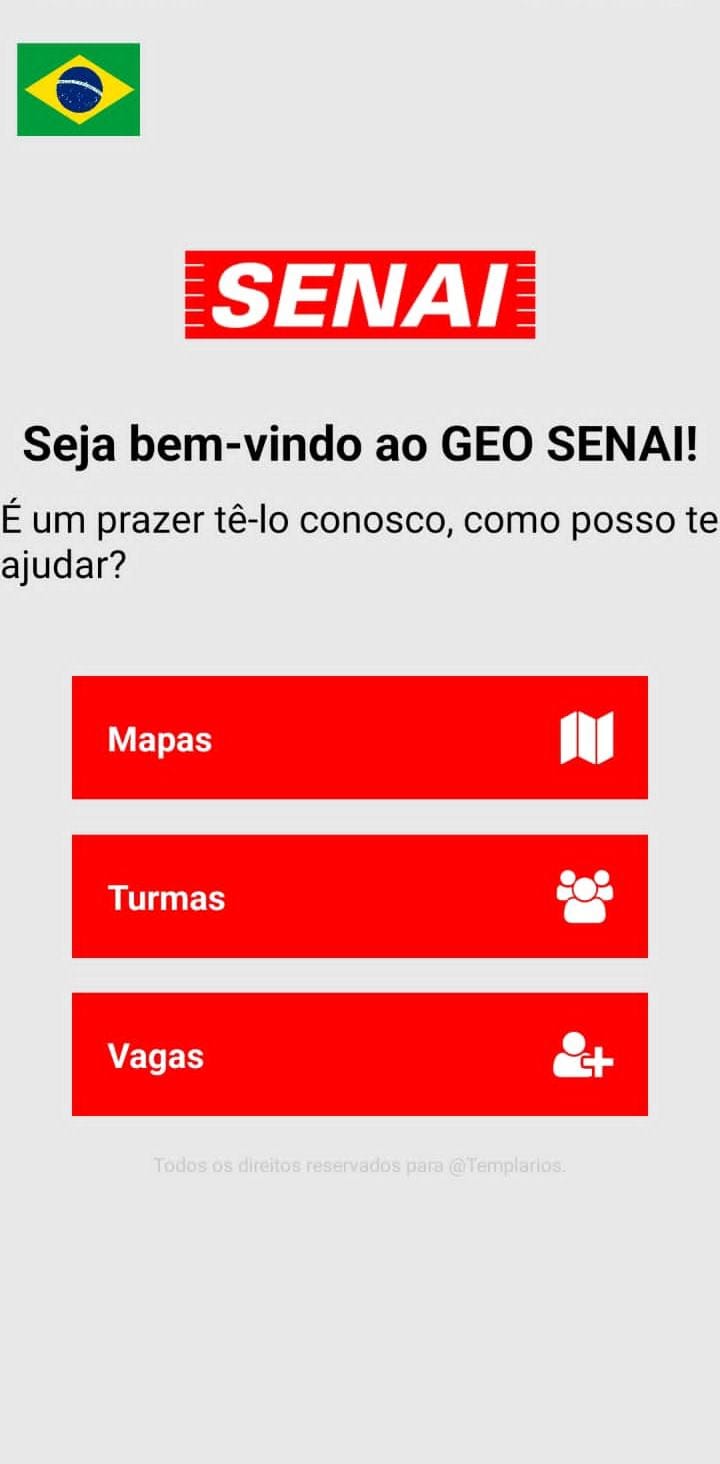 SENAI
Seja bem-vindo ao GEO SENAI!
É um prazer tê-lo conosco, como posso te
ajudar?
Mapas
Turmas
Vagas
Todos os direitos reservados para @Templarios.